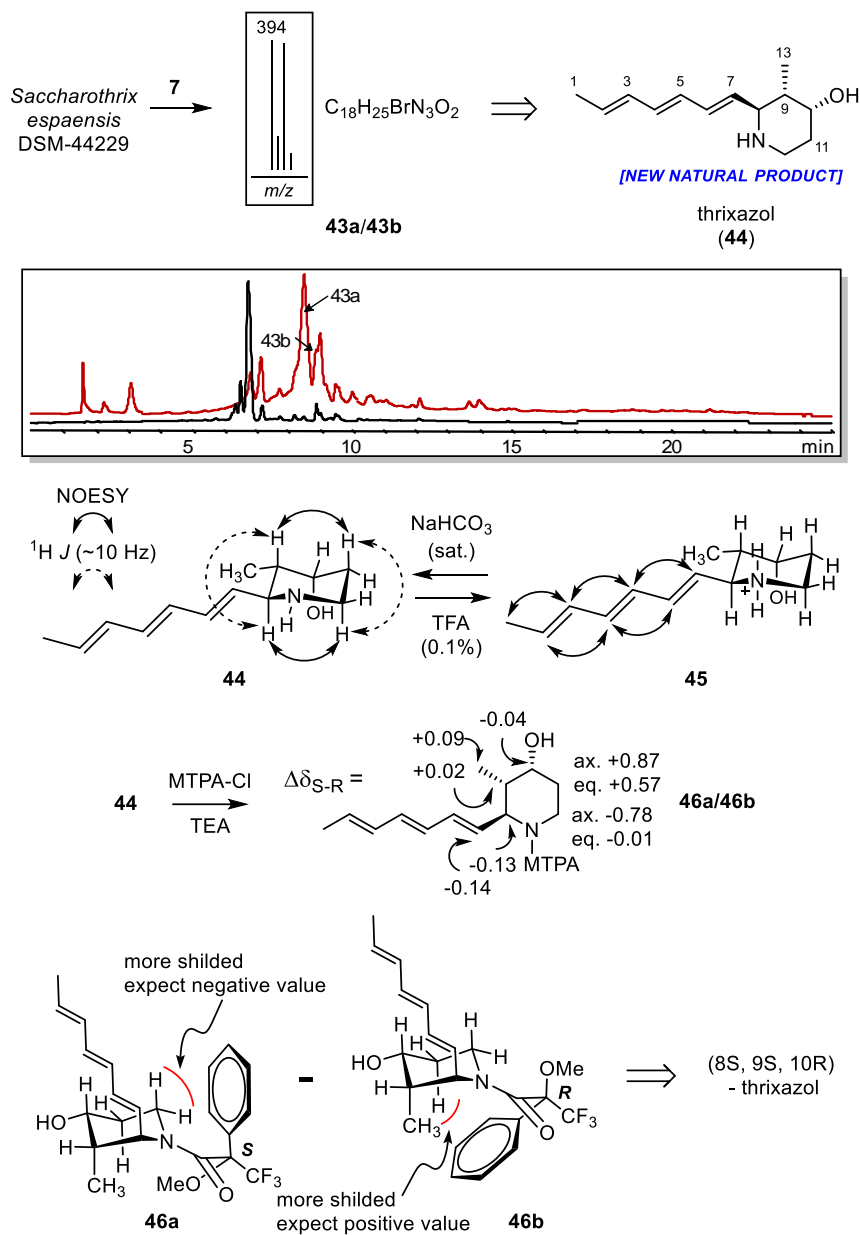 394
7
Saccharothrix
espaensis
DSM-44229
m/z
C18H25BrN3O2
43a/43b
1
3
5
7
9
11
13
OH
HN
[NEW NATURAL PRODUCT]
thrixazol
(44)
43a
43b
5
10
15
20
min
NOESY
1H J (~10 Hz)
H
H
H
H3C
H
H
N
OH
H
H
H
44
NaHCO3
(sat.)
TFA
(0.1%)
H
H
H
H3C
H
H
N
+
OH
H
H
H
H
45
44
MTPA-Cl
TEA
ΔδS-R =
-0.04
+0.09
+0.02
OH
N
MTPA
-0.13
-0.14
ax. +0.87
eq. +0.57
ax. -0.78
eq. -0.01
46a/46b
more shilded
expect negative value
H
H
H
H
HO
H
H
N
S
CH3
MeO
O
CF3
46a
-
H
H
H
HO
H
H
N
CH3
OMe
R
CF3
O
more shilded
expect positive value
46b
(8S, 9S, 10R)
- thrixazol